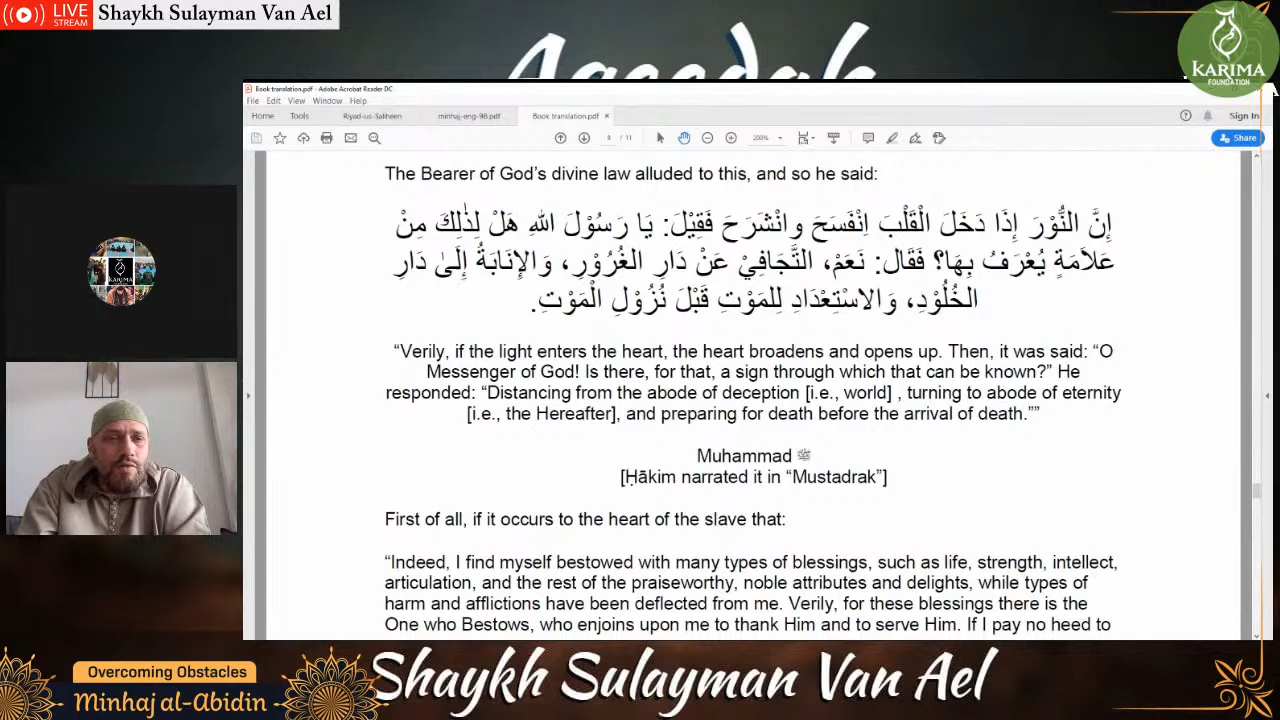 LIVE
STREAM
Shaykh Sulayman Van Ael
Aqeedah
KARIMA
FOUNDATION
Book translation.pdf - Adobe Acrobat Reader DC
File Edit View Window Help
Home Tools Riyad-us-Saliheen minhaj-eng-98.pdf Book translation.pdf × Sign In
8 / 11 200% Share
The Bearer of God’s divine law alluded to this, and so he said:
إِنَّ النُّوْرَ إِذَا دَخَلَ الْقَلْبَ اِنْفَسَحَ وانْشَرَحَ فَقِيْلَ: يَا رَسُوْلَ اللهِ هَلْ لِذٰلِكَ مِنْ
عَلاَمَةٍ يُعْرَفُ بِهَا؟ فَقَال: نَعَمْ، التَّجَافِيْ عَنْ دَارِ الغُرُوْرِ، وَالإِنَابَةُ إِلَىٰ دَارِ
الخُلُوْدِ، وَالاسْتِعْدَادِ لِلمَوْتِ قَبْلَ نُزُوْلِ الْمَوْتِ.
“Verily, if the light enters the heart, the heart broadens and opens up. Then, it was said: “O
Messenger of God! Is there, for that, a sign through which that can be known?” He
responded: “Distancing from the abode of deception [i.e., world] , turning to abode of eternity
[i.e., the Hereafter], and preparing for death before the arrival of death.””
Muhammad ﷺ
[Ḥākim narrated it in “Mustadrak”]
First of all, if it occurs to the heart of the slave that:
“Indeed, I find myself bestowed with many types of blessings, such as life, strength, intellect,
articulation, and the rest of the praiseworthy, noble attributes and delights, while types of
harm and afflictions have been deflected from me. Verily, for these blessings there is the
One who Bestows, who enjoins upon me to thank Him and to serve Him. If I pay no heed to
KARIMA
Overcoming Obstacles
Minhaj al-Abidin
Shaykh Sulayman Van Ael